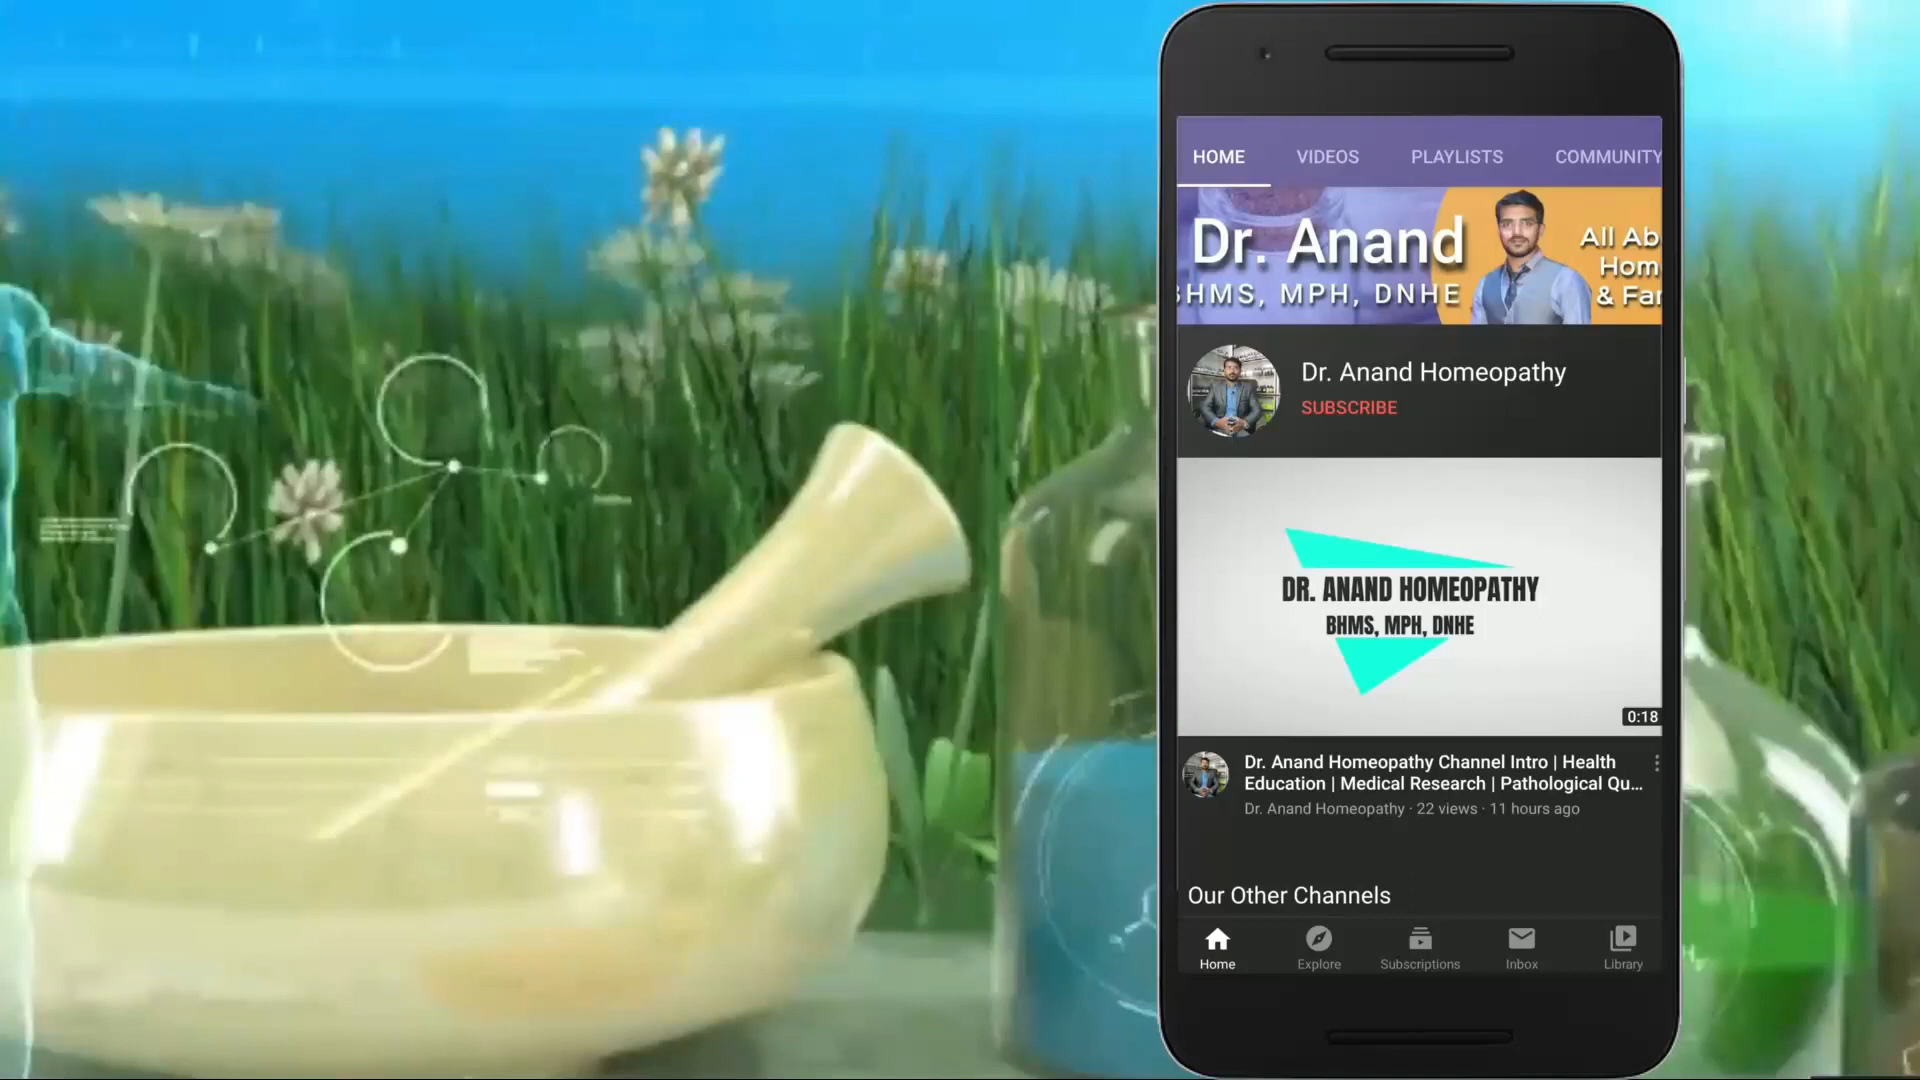 HOME VIDEOS PLAYLISTS COMMUNITY
Dr. Anand
BHMS, MPH, DNHE
All Ab
Hom
& Far
Dr. Anand Homeopathy
SUBSCRIBE
DR. ANAND HOMEOPATHY
BHMS, MPH, DNHE
0:18
Dr. Anand Homeopathy Channel Intro | Health
Education | Medical Research | Pathological Qu...
Dr. Anand Homeopathy · 22 views · 11 hours ago
Our Other Channels
Home Explore Subscriptions Inbox Library